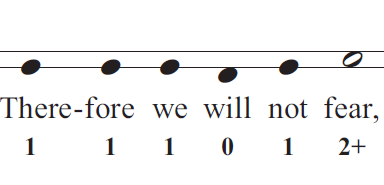 There-fore we will not fear,
1 1 1 0 1 2+